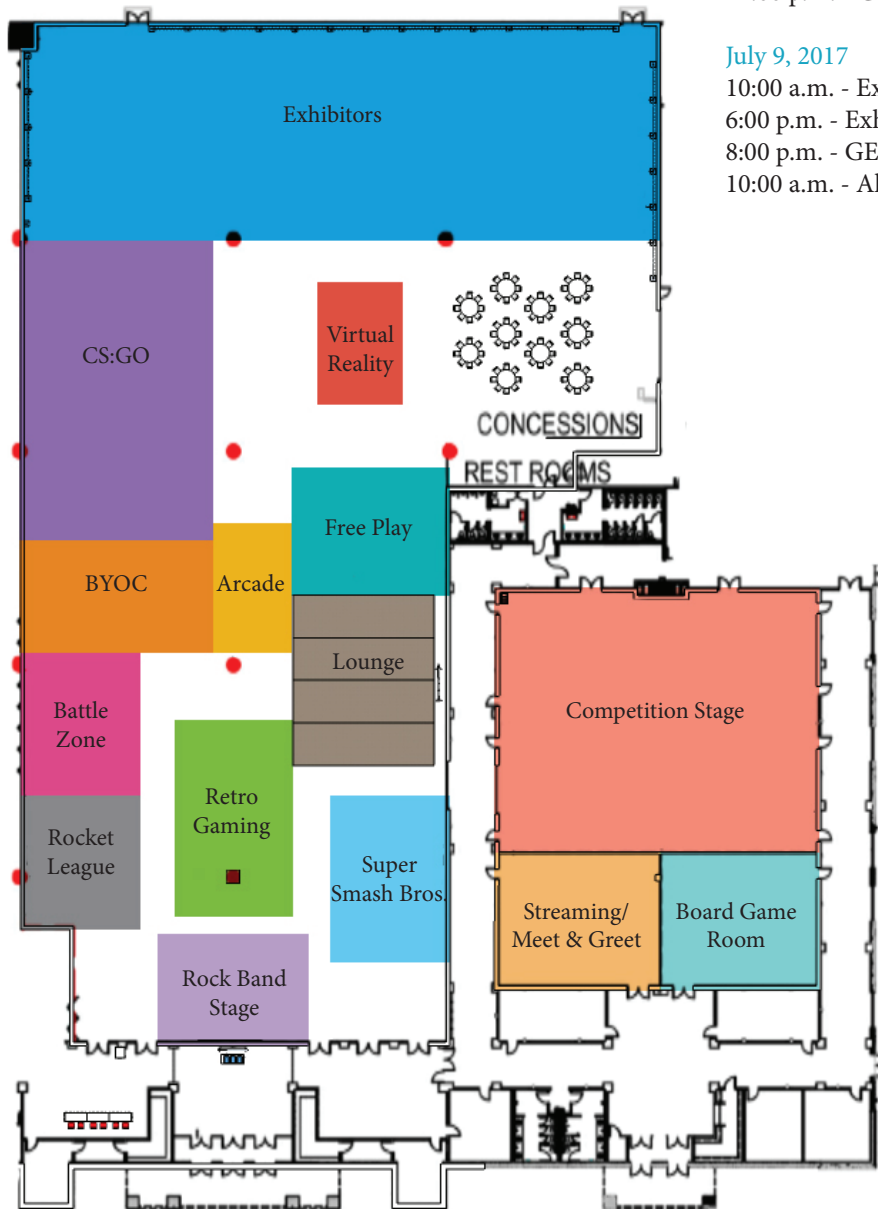 July 9, 2017
10:00 a.m. - Ex
6:00 p.m. - Exh
8:00 p.m. - GE
10:00 a.m. - Al
Exhibitors
CS:GO
Virtual
Reality
CONCESSIONS
REST ROOMS
Free Play
BYOC
Arcade
Lounge
Battle
Zone
Competition Stage
Retro
Gaming
Rocket
League
Super
Smash Bros.
Streaming/
Meet & Greet
Board Game
Room
Rock Band
Stage